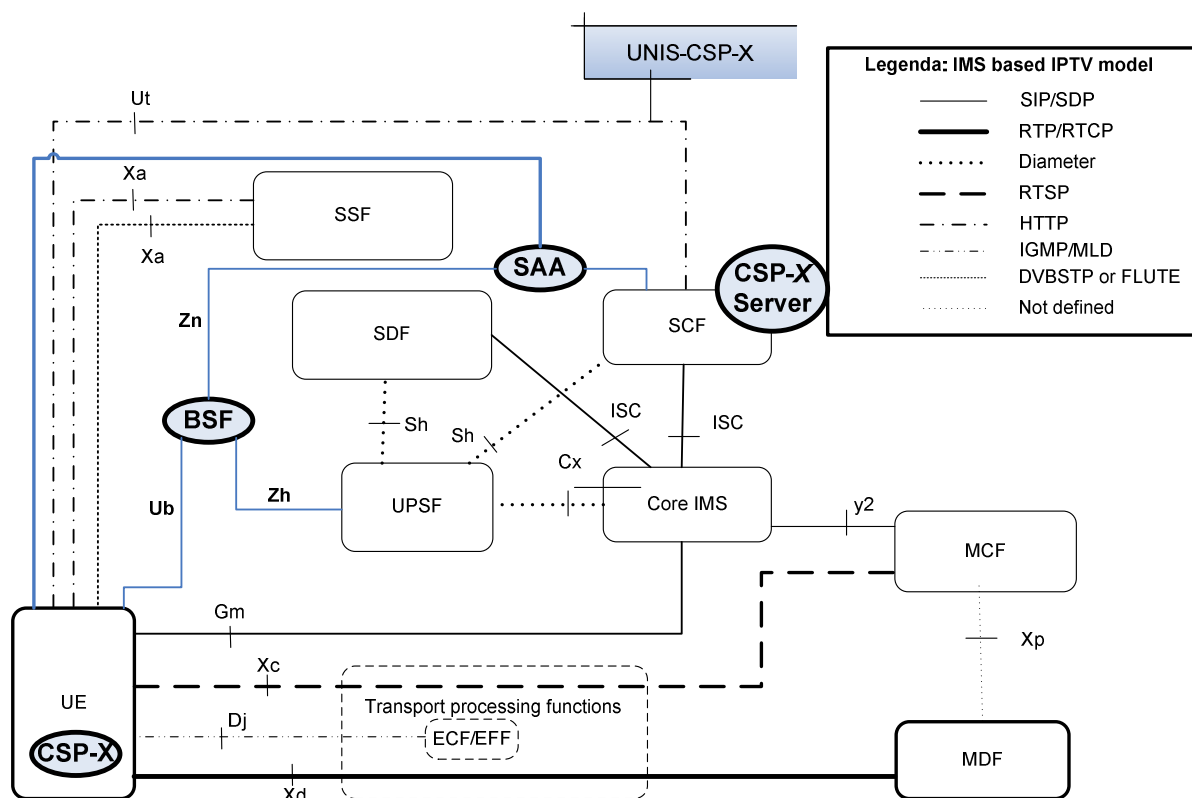 UNIS-CSP-X
Legenda: IMS based IPTV model
SIP/SDP
RTP/RTCP
Diameter
RTSP
HTTP
IGMP/MLD
DVBSTP or FLUTE
Not defined
Ut
Xa
Xa
SSF
SAA
CSP-X
Server
SCF
SDF
Zn
BSF
Sh
Sh
ISC
ISC
Cx
Ub
Zh
UPSF
Core IMS
y2
MCF
Gm
Xp
Xc
UE
Transport processing functions
Dj
ECF/EFF
CSP-X
MDF
Xd